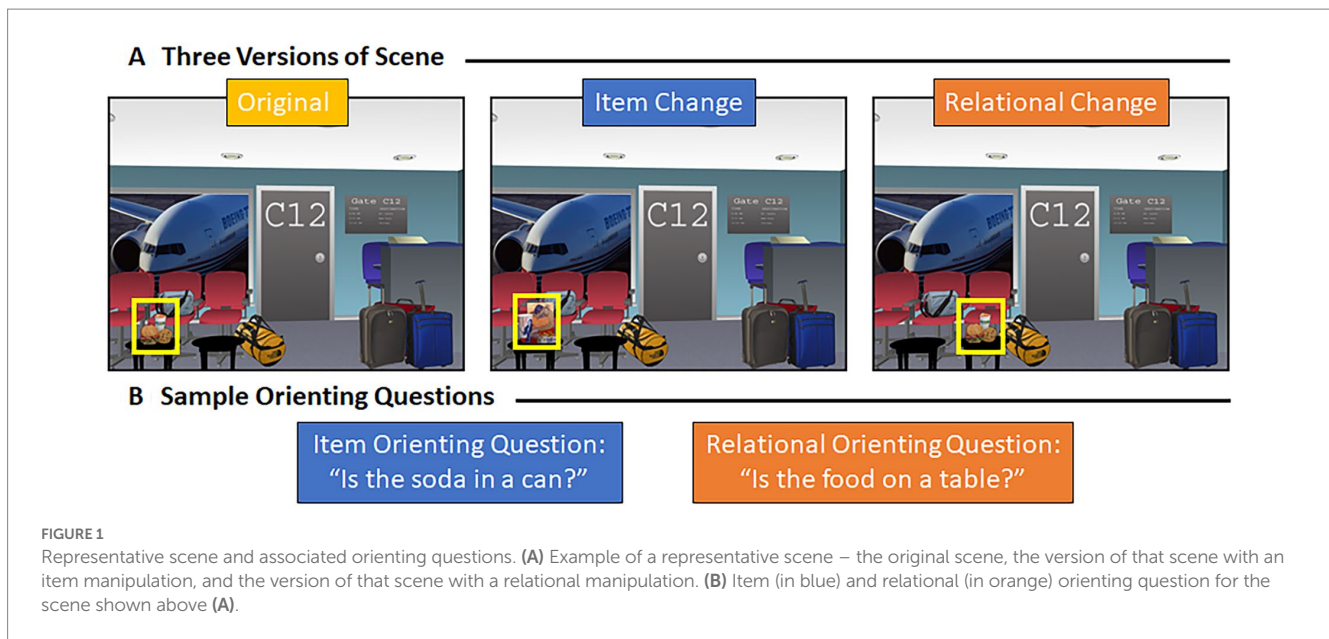 A Three Versions of Scene
Original
Item Change
Relational Change
BOEING T
C12
Gate C12
BOEING T
C12
Gate C12
BOEING T
C12
Gate C12
B Sample Orienting Questions
Item Orienting Question:
“Is the soda in a can?”
Relational Orienting Question:
“Is the food on a table?”
FIGURE 1
Representative scene and associated orienting questions. (A) Example of a representative scene – the original scene, the version of that scene with an
item manipulation, and the version of that scene with a relational manipulation. (B) Item (in blue) and relational (in orange) orienting question for the
scene shown above (A).